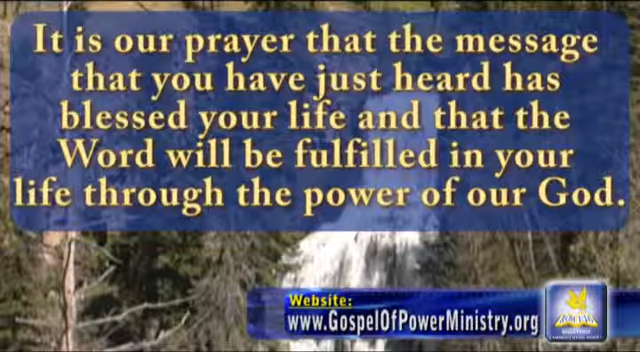 It is our prayer that the message
that you have just heard has
blessed your life and that the
Word will be fulfilled in your
life through the power of our God.
Website:
www.GospelOfPowerMinistry.org